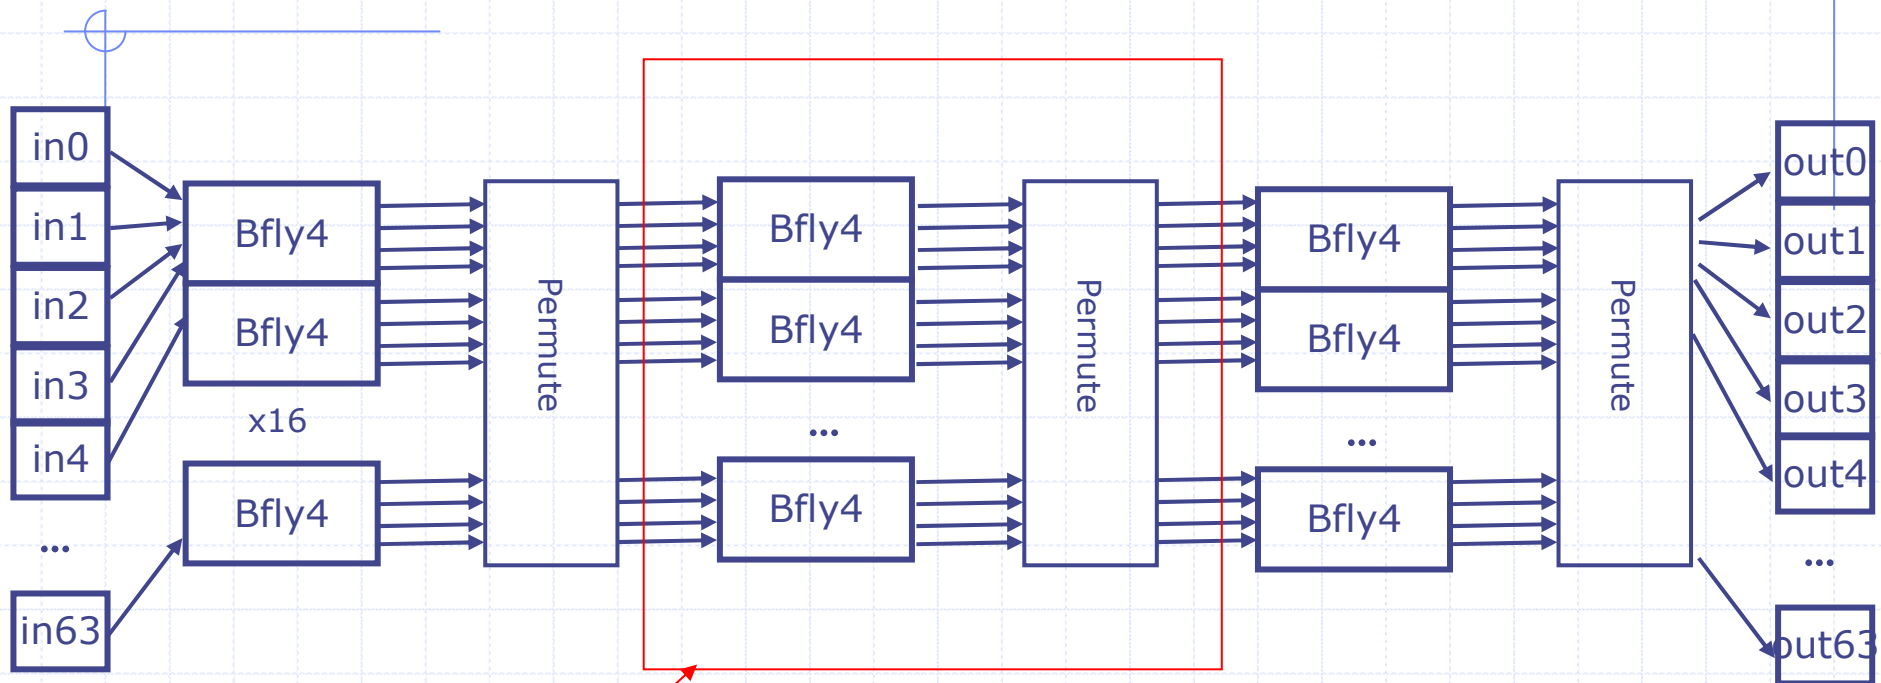 in0
in1
in2
in3
in4
...
in63
Bfly4
Bfly4
x16
Bfly4
Permute
Bfly4
Bfly4
...
Bfly4
Permute
Bfly4
Bfly4
...
Bfly4
Permute
out0
out1
out2
out3
out4
...
out63